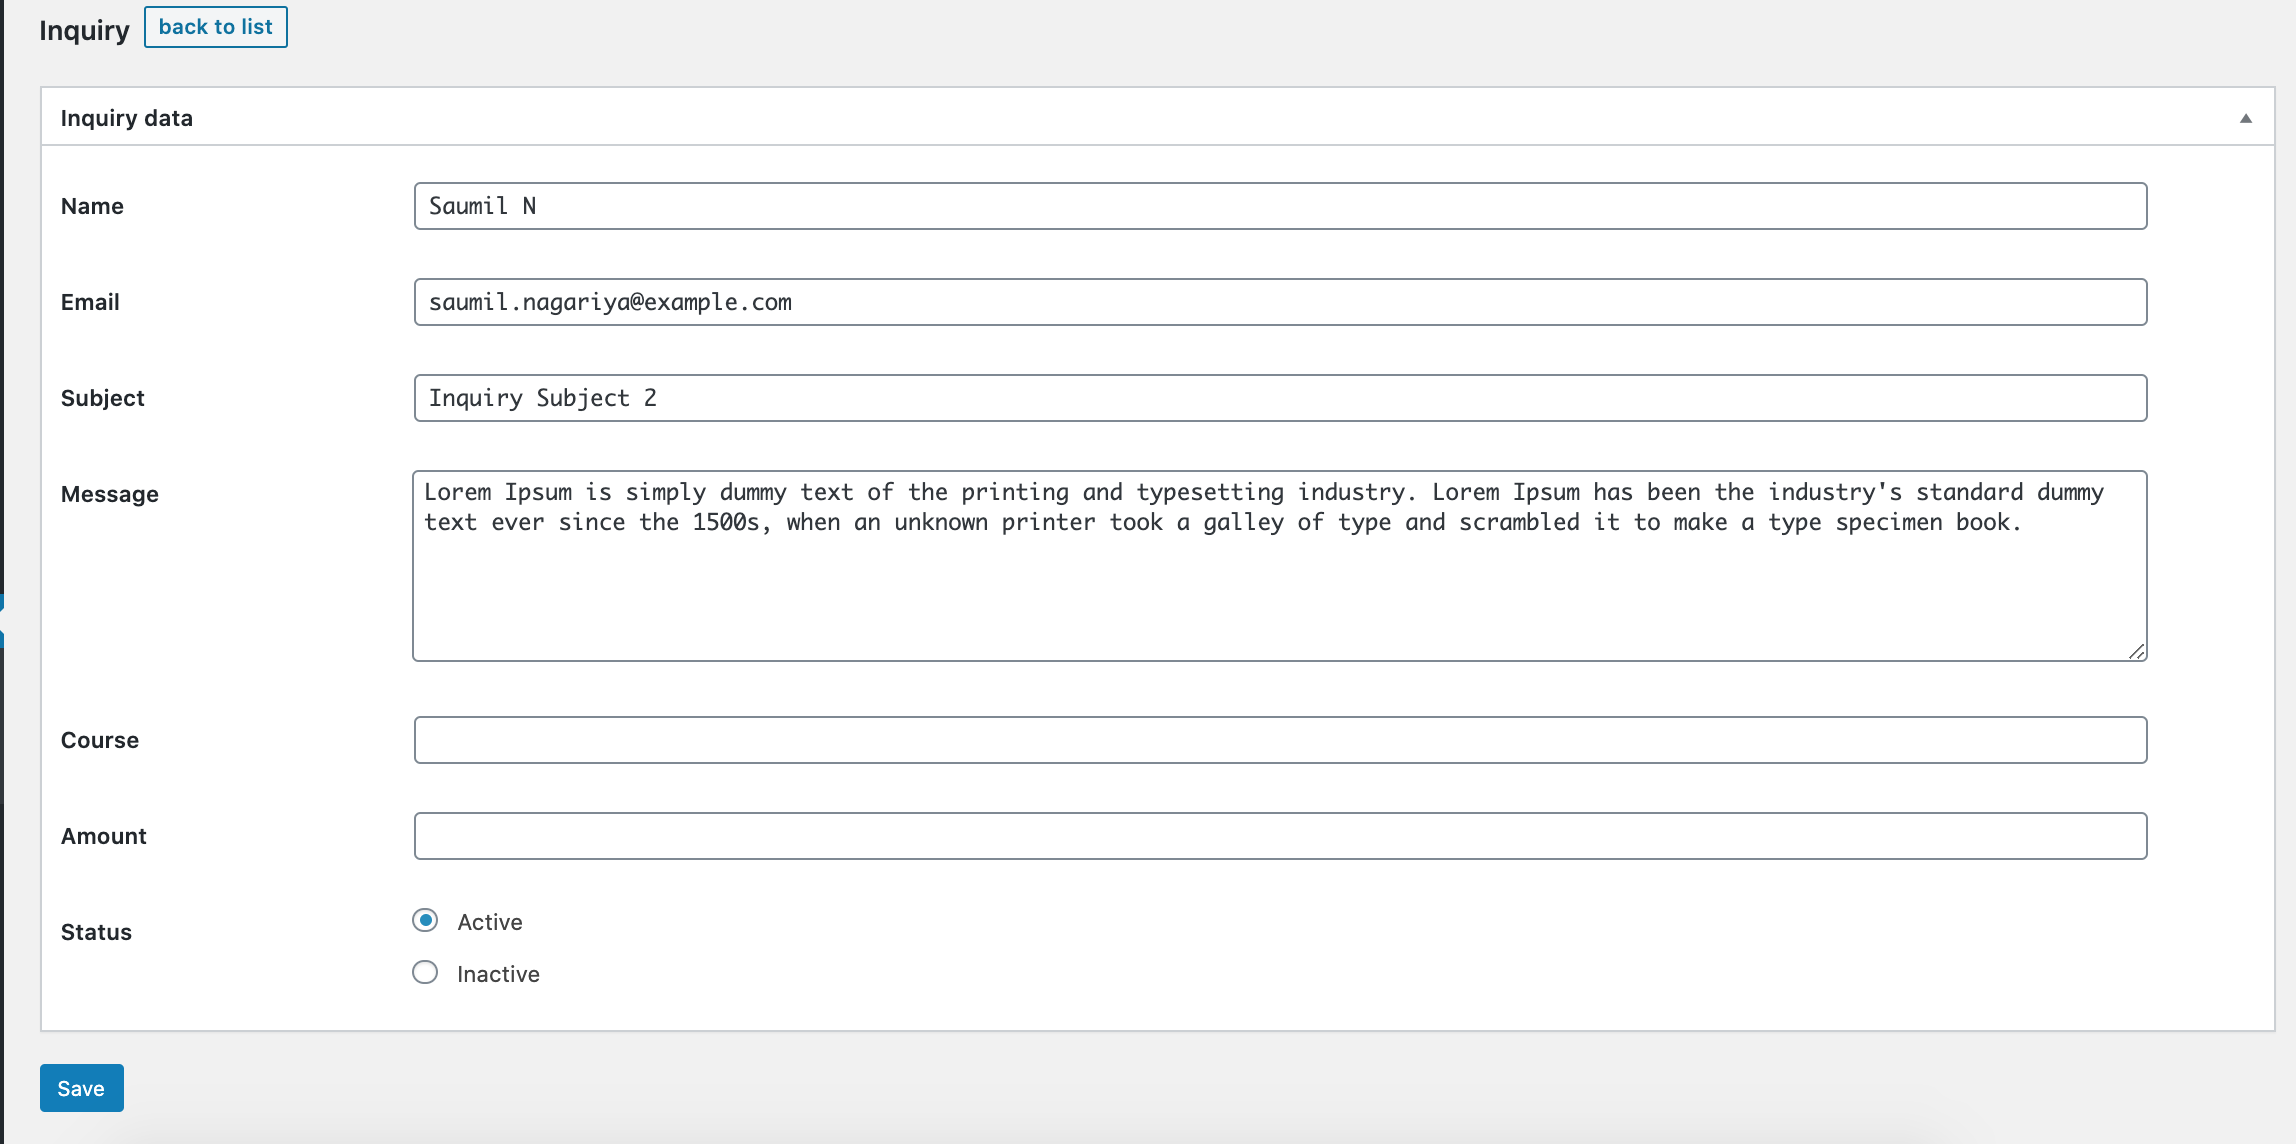 Inquiry back to list
Inquiry data
Name Saumil N
Email saumil.nagariya@example.com
Subject Inquiry Subject 2
Message Lorem Ipsum is simply dummy text of the printing and typesetting industry. Lorem Ipsum has been the industry's standard dummy
text ever since the 1500s, when an unknown printer took a galley of type and scrambled it to make a type specimen book.
Course
Amount
Status Active
Inactive
Save